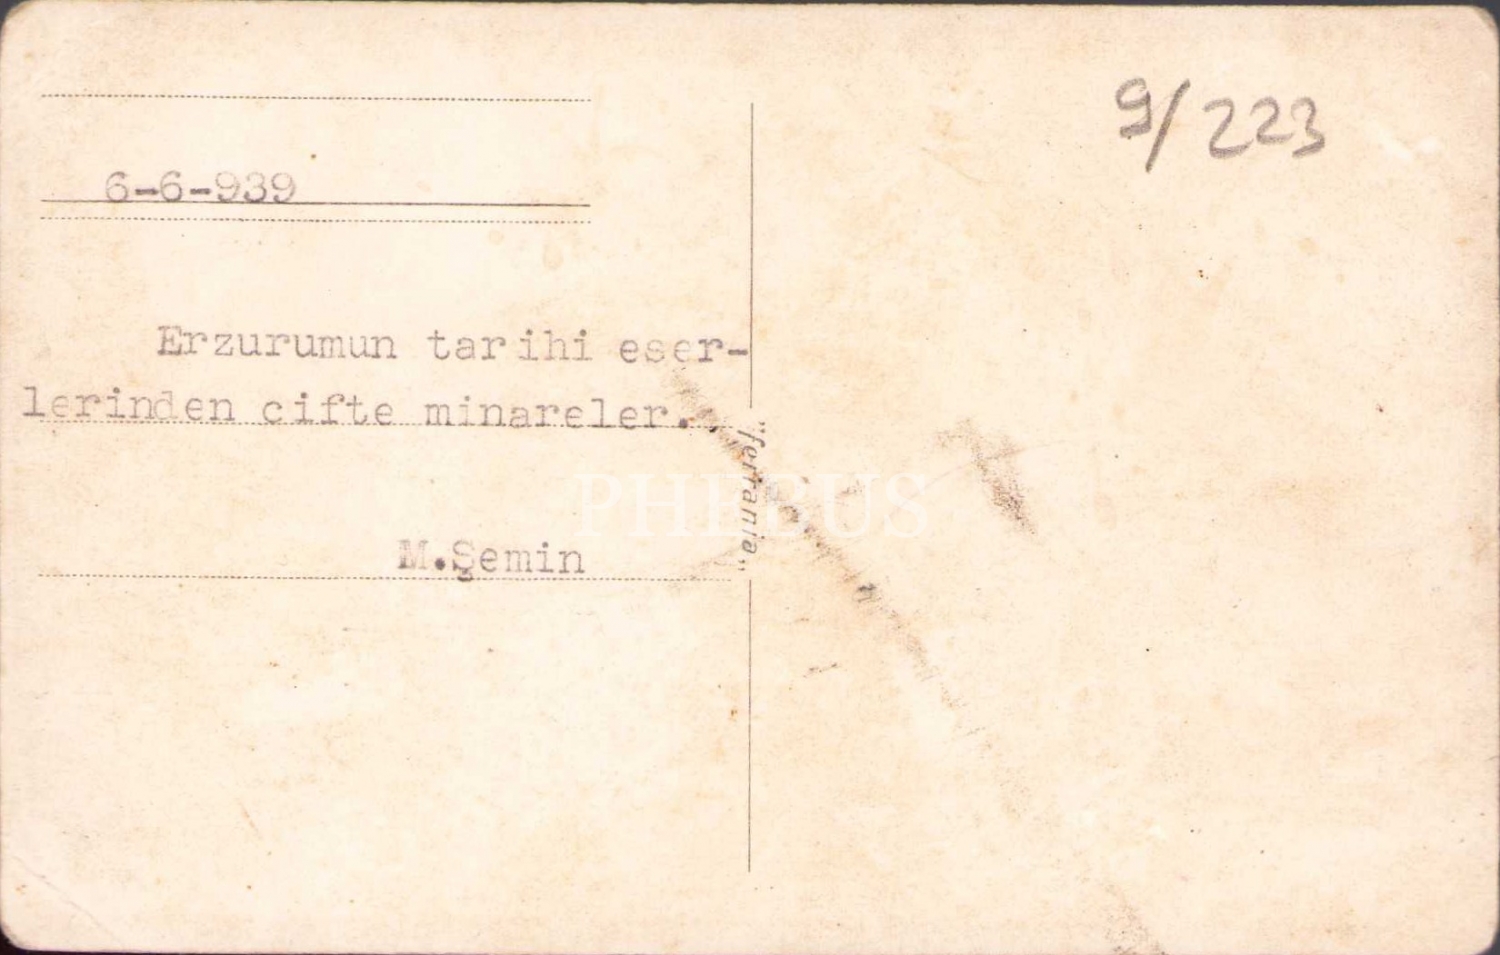 6-6-939
Erzurumun tarihi eser-
lerinden cifte minareler..
M.Şemin
"ferrania"
9/223
PHEBUS